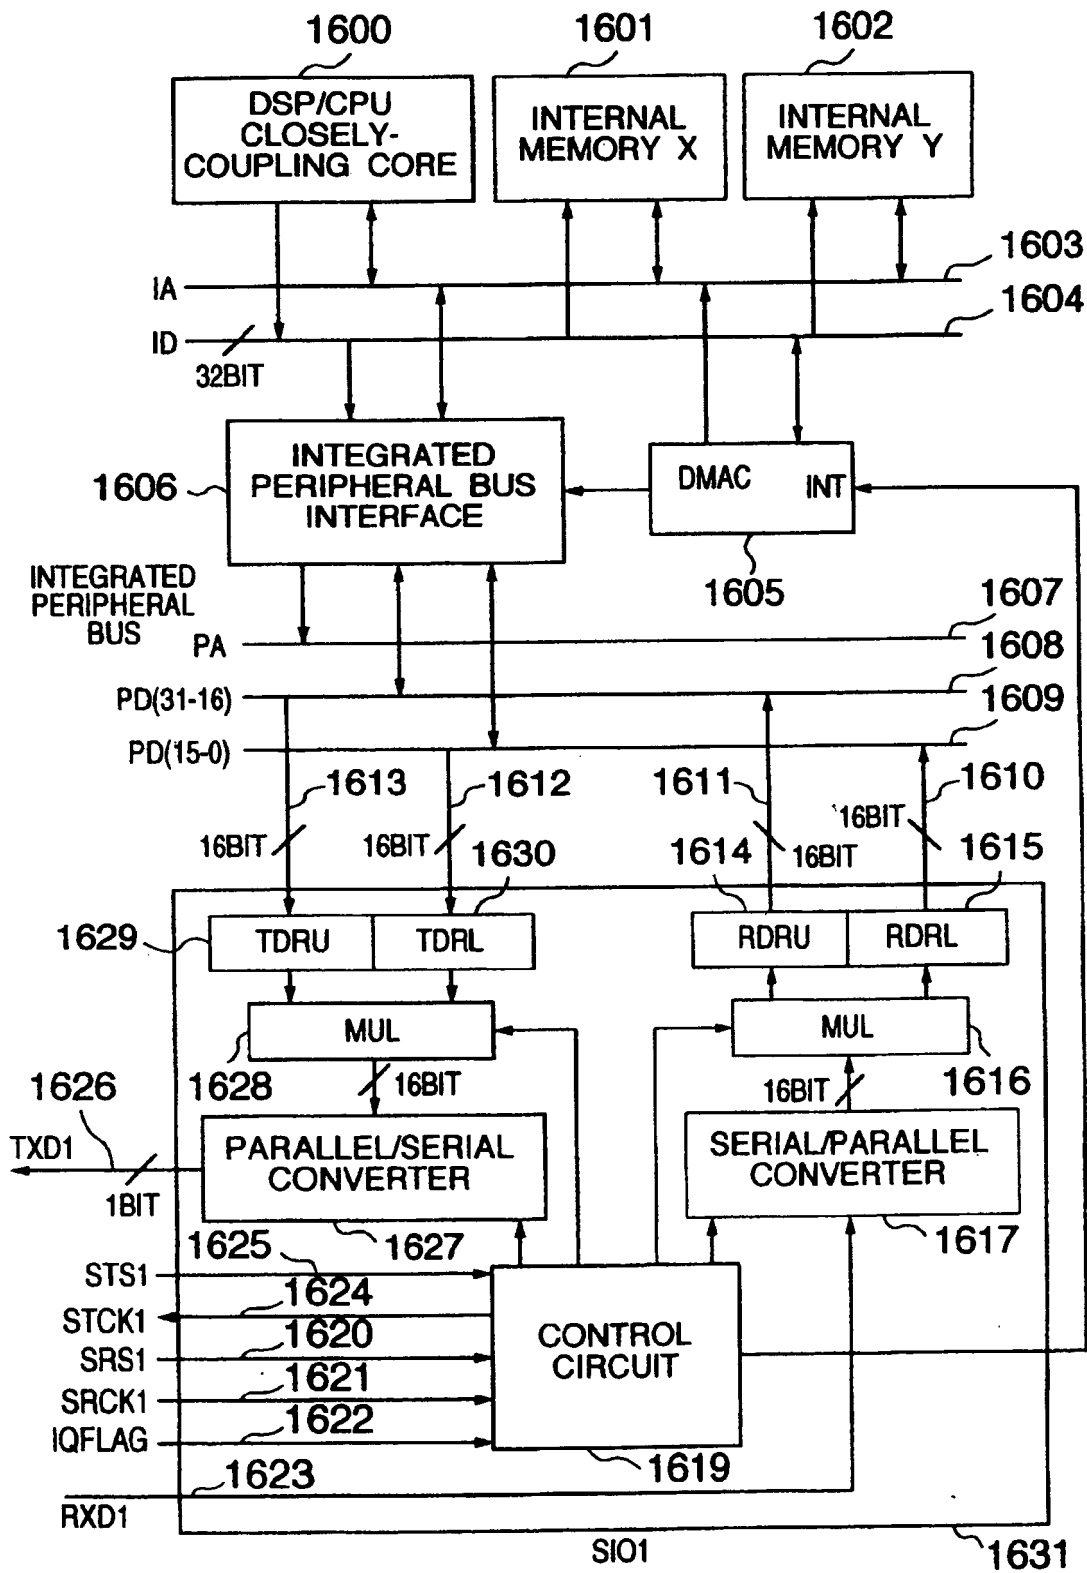 1600
1601
1602
DSP/CPU
CLOSELY-
COUPLING CORE
INTERNAL
MEMORY X
INTERNAL
MEMORY Y
IA
1603
ID
1604
32BIT
1606
INTEGRATED
PERIPHERAL BUS
INTERFACE
DMAC
INT
1605
INTEGRATED
PERIPHERAL
BUS
PA
1607
PD(31-16)
1608
PD(15-0)
1609
1613
1612
1611
1610
16BIT
16BIT
16BIT
16BIT
1630
1614
1615
1629
TDRU
TDRL
RDRU
RDRL
MUL
MUL
1628
16BIT
16BIT
1616
1626
TXD1
1BIT
PARALLEL/SERIAL
CONVERTER
SERIAL/PARALLEL
CONVERTER
1627
1617
STS1
1625
STCK1
1624
SRS1
1620
SRCK1
1621
IQFLAG
1622
CONTROL
CIRCUIT
1619
RXD1
1623
SIO1
1631